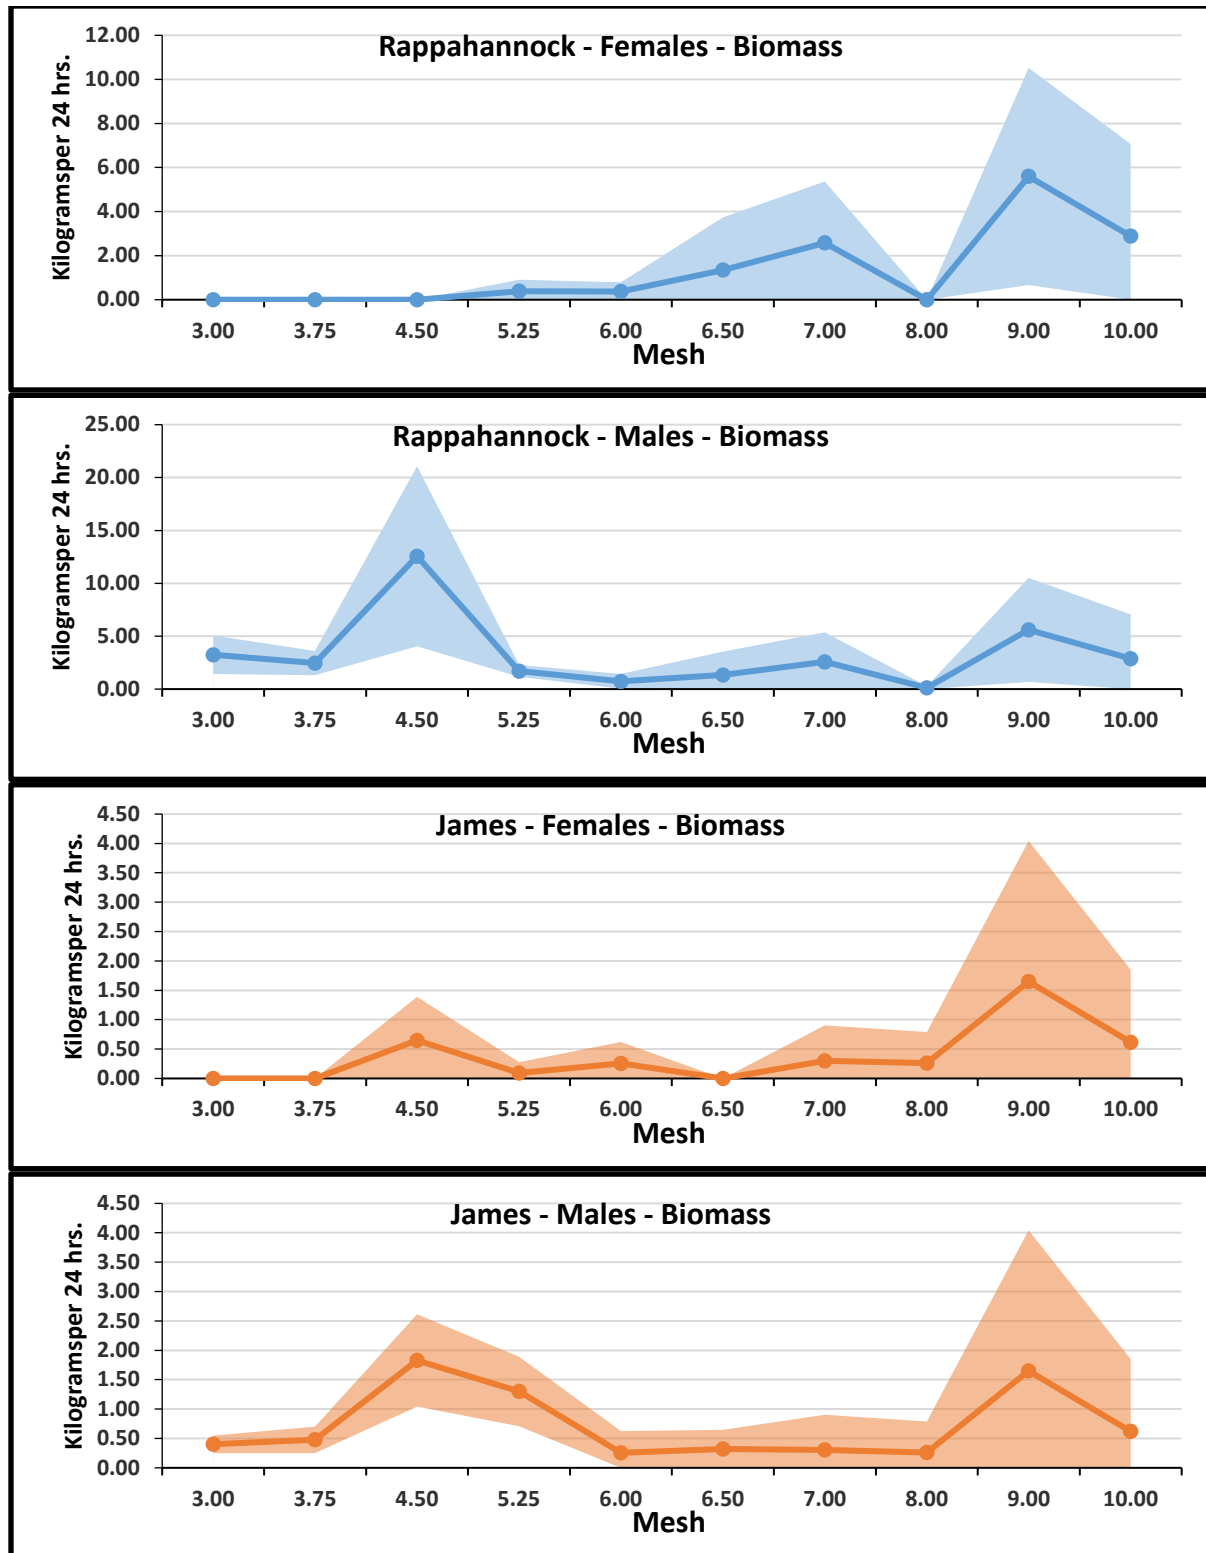 Rappahannock - Females - Biomass
Kilogramsper 24 hrs.
12.00
10.00
8.00
6.00
4.00
2.00
0.00
3.00 3.75 4.50 5.25 6.00 6.50 7.00 8.00 9.00 10.00
Mesh
Rappahannock - Males - Biomass
Kilogramsper 24 hrs.
25.00
20.00
15.00
10.00
5.00
0.00
3.00 3.75 4.50 5.25 6.00 6.50 7.00 8.00 9.00 10.00
Mesh
James - Females - Biomass
Kilogramsper 24 hrs.
4.50
4.00
3.50
3.00
2.50
2.00
1.50
1.00
0.50
0.00
3.00 3.75 4.50 5.25 6.00 6.50 7.00 8.00 9.00 10.00
Mesh
James - Males - Biomass
Kilogramsper 24 hrs.
4.50
4.00
3.50
3.00
2.50
2.00
1.50
1.00
0.50
0.00
3.00 3.75 4.50 5.25 6.00 6.50 7.00 8.00 9.00 10.00
Mesh